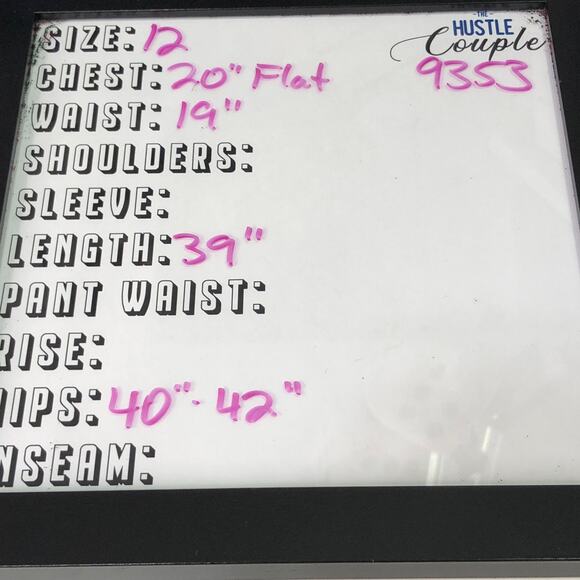 -THE-
HUSTLE
Couple
9353
SIZE: 12
CHEST: 20" Flat
WAIST: 19"
SHOULDERS:
SLEEVE:
LENGTH: 39"
PANT WAIST:
RISE:
HIPS: 40"- 42"
NSEAM: